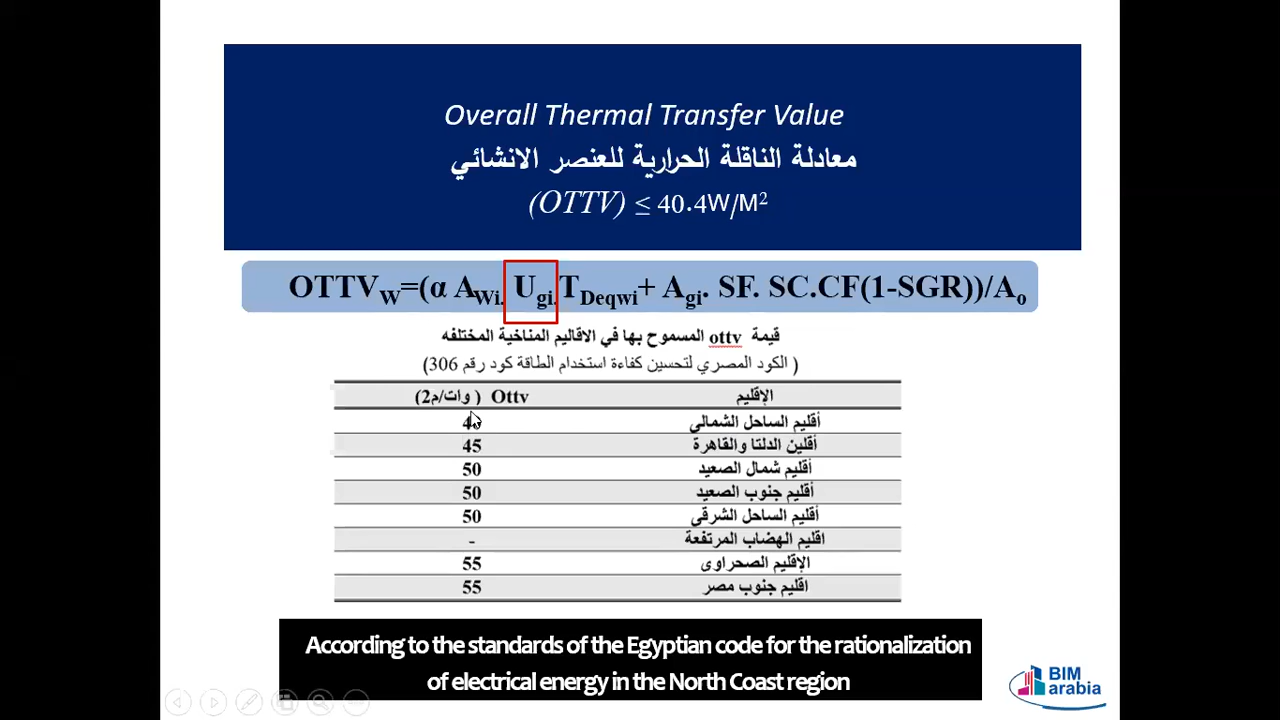 Overall Thermal Transfer Value
معادلة الناقلة الحرارية للعنصر الانشائي
(OTTV) ≤ 40.4W/M²
OTTVW=(α AWi. Ugi.TDeqwi+ Agi. SF. SC.CF(1-SGR))/Ao
قيمة ottv المسموح بها في الاقاليم المناخية المختلفه
( الكود المصري لتحسين كفاءة استخدام الطاقة كود رقم 306)
الإقليم Ottv ( وات/م2)
أقليم الساحل الشمالى
أقلين الدلتا والقاهرة 45
أقليم شمال الصعيد 50
أقليم جنوب الصعيد 50
أقليم الساحل الشرقى 50
اقليم الهضاب المرتفعة -
الإقليم الصحراوى 55
اقليم جنوب مصر 55
According to the standards of the Egyptian code for the rationalization
of electrical energy in the North Coast region
BIM
arabia